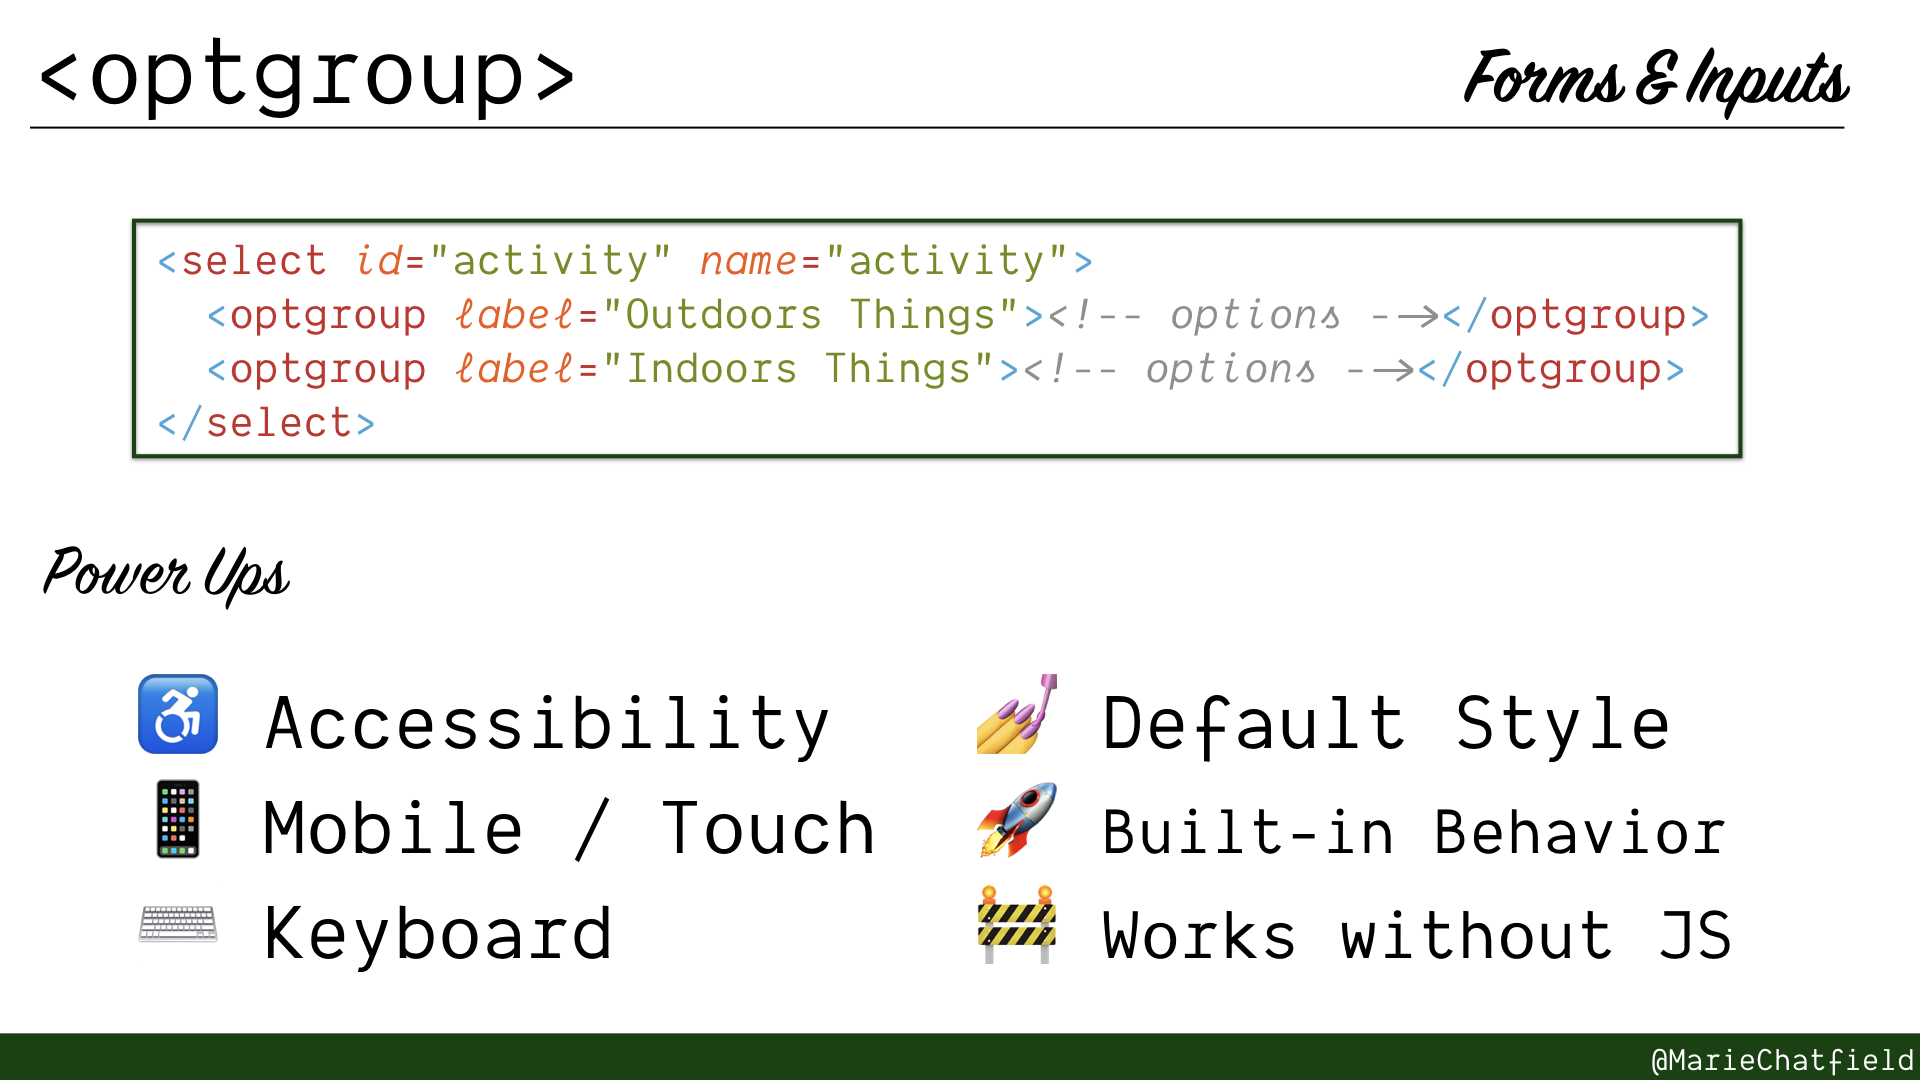 <optgroup>
Forms & Inputs
<select id="activity" name="activity">
  <optgroup label="Outdoors Things"><!-- options --></optgroup>
  <optgroup label="Indoors Things"><!-- options --></optgroup>
</select>
Power Ups
Accessibility
Mobile / Touch
Keyboard
Default Style
Built-in Behavior
Works without JS
@MarieChatfield